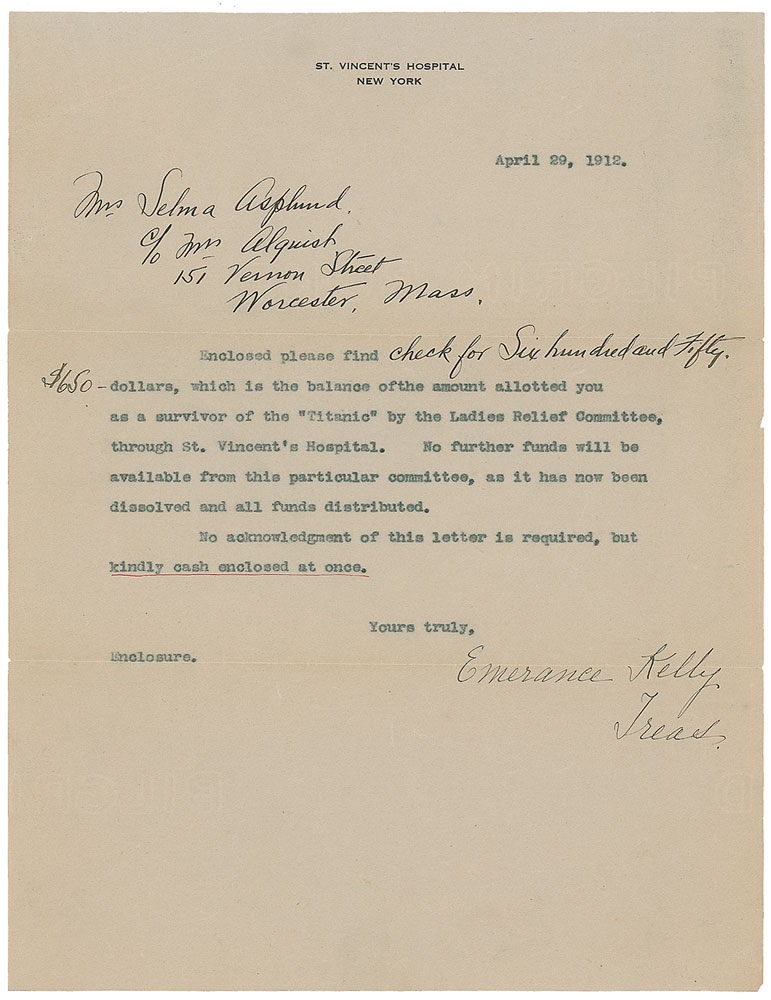 ST. VINCENT'S HOSPITAL
NEW YORK
April 29, 1912.
Mrs Selma Asplund.
c/o Mrs Alquist
151 Vernon Street
Worcester, Mass.
Enclosed please find check for Six hundred and Fifty.
$650 - dollars, which is the balance ofthe amount allotted you
as a survivor of the "Titanic" by the Ladies Relief Committee,
through St. Vincent's Hospital. No further funds will be
available from this particular committee, as it has now been
dissolved and all funds distributed.
No acknowledgment of this letter is required, but
kindly cash enclosed at once.
Yours truly,
Enclosure.
Emerance Kelly
Treas.